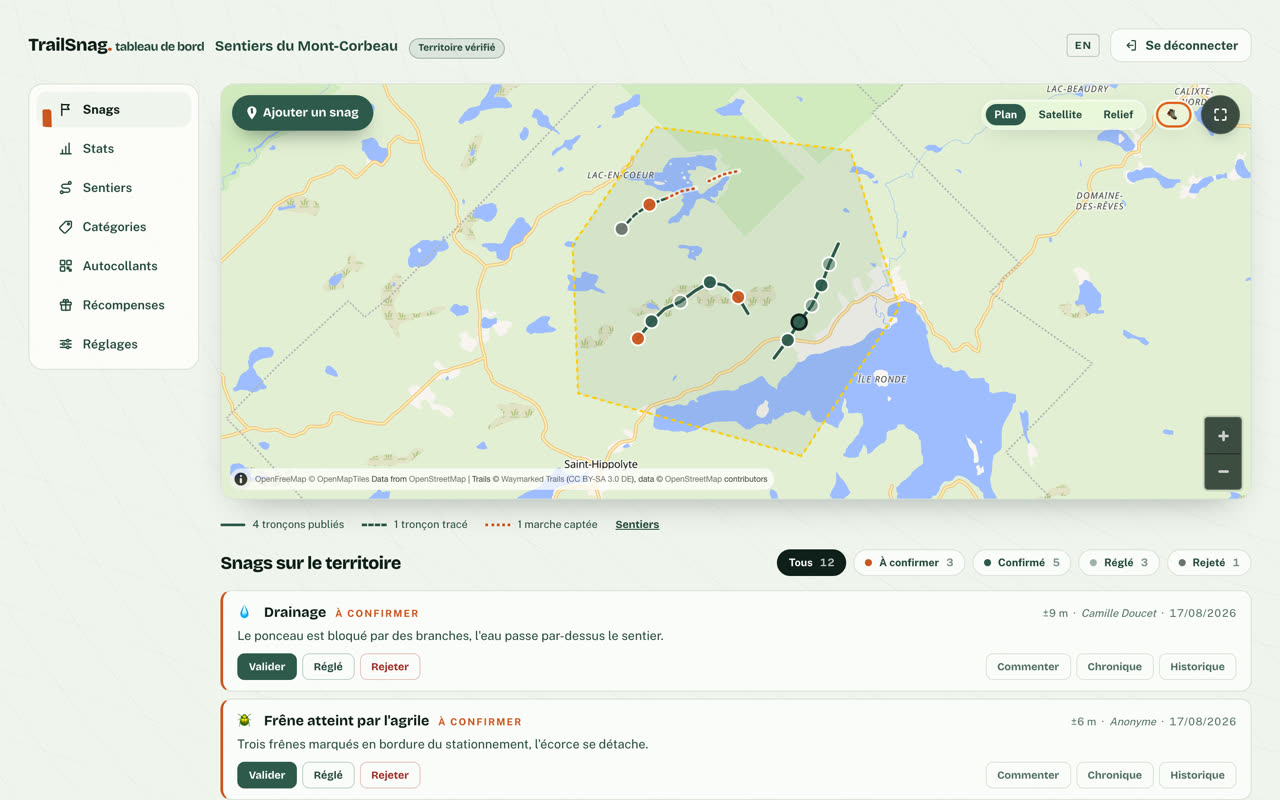 TrailSnag. tableau de bord Sentiers du Mont-Corbeau Territoire vérifié EN Se déconnecter
Snags
Stats
Sentiers
Catégories
Autocollants
Récompenses
Réglages
Ajouter un snag
Plan Satellite Relief
LAC-BEAUDRY
CALIXTE-
NORD
LAC-EN-COEUR
DOMAINE-
DES-RÊVES
ÎLE RONDE
Saint-Hippolyte
+
−
OpenFreeMap © OpenMapTiles Data from OpenStreetMap | Trails © Waymarked Trails (CC BY-SA 3.0 DE), data © OpenStreetMap contributors
4 tronçons publiés 1 tronçon tracé 1 marche captée Sentiers
Snags sur le territoire Tous 12 À confirmer 3 Confirmé 5 Réglé 3 Rejeté 1
Drainage À CONFIRMER ±9 m · Camille Doucet · 17/08/2026
Le ponceau est bloqué par des branches, l'eau passe par-dessus le sentier.
Valider Réglé Rejeter Commenter Chronique Historique
Frêne atteint par l'agrile À CONFIRMER ±6 m · Anonyme · 17/08/2026
Trois frênes marqués en bordure du stationnement, l'écorce se détache.
Valider Réglé Rejeter Commenter Chronique Historique